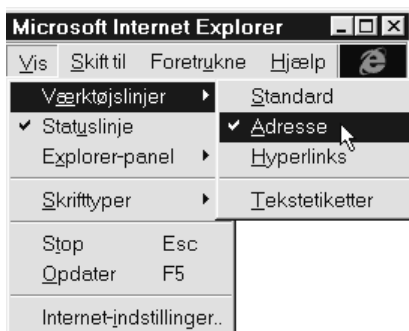 Microsoft Internet Explorer
Vis Skift til Foretrukne Hjælp
Værktøjslinjer
Statuslinje
Explorer-panel
Skrifttyper
Stop Esc
Opdater F5
Internet-indstillinger..
Standard
Adresse
Hyperlinks
Tekstetiketter